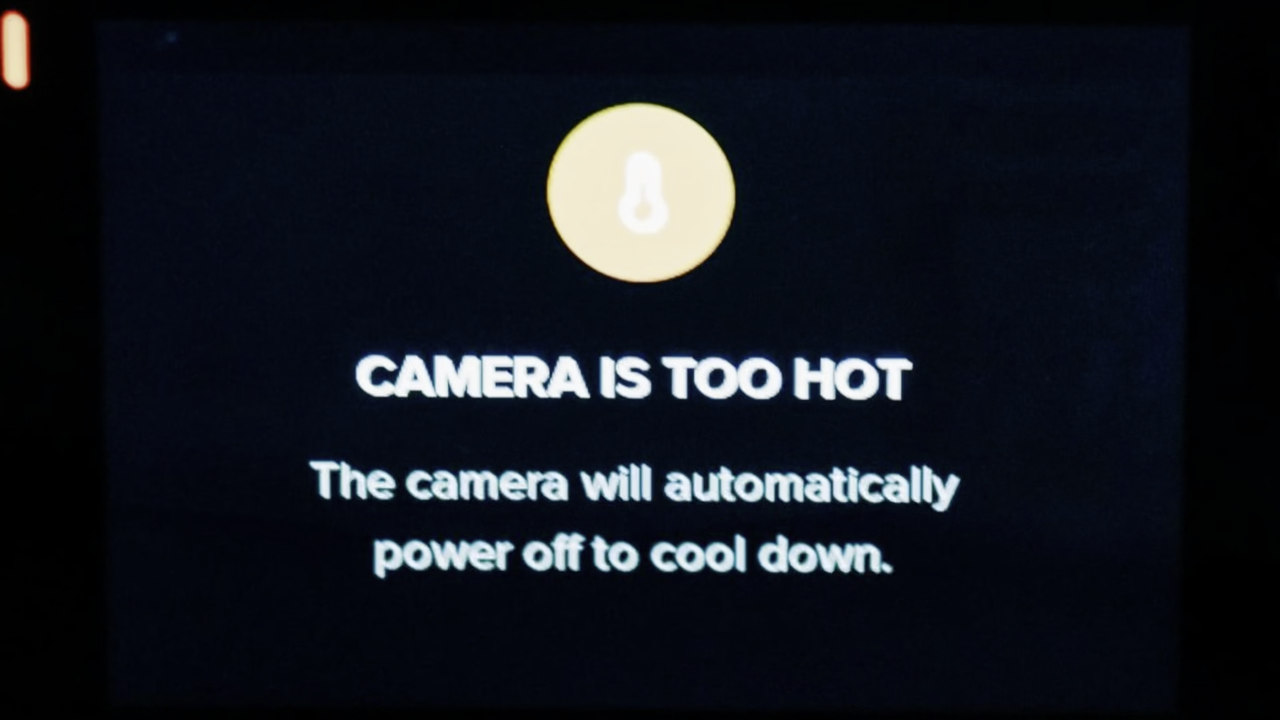 CAMERA IS TOO HOT
The camera will automatically
power off to cool down.